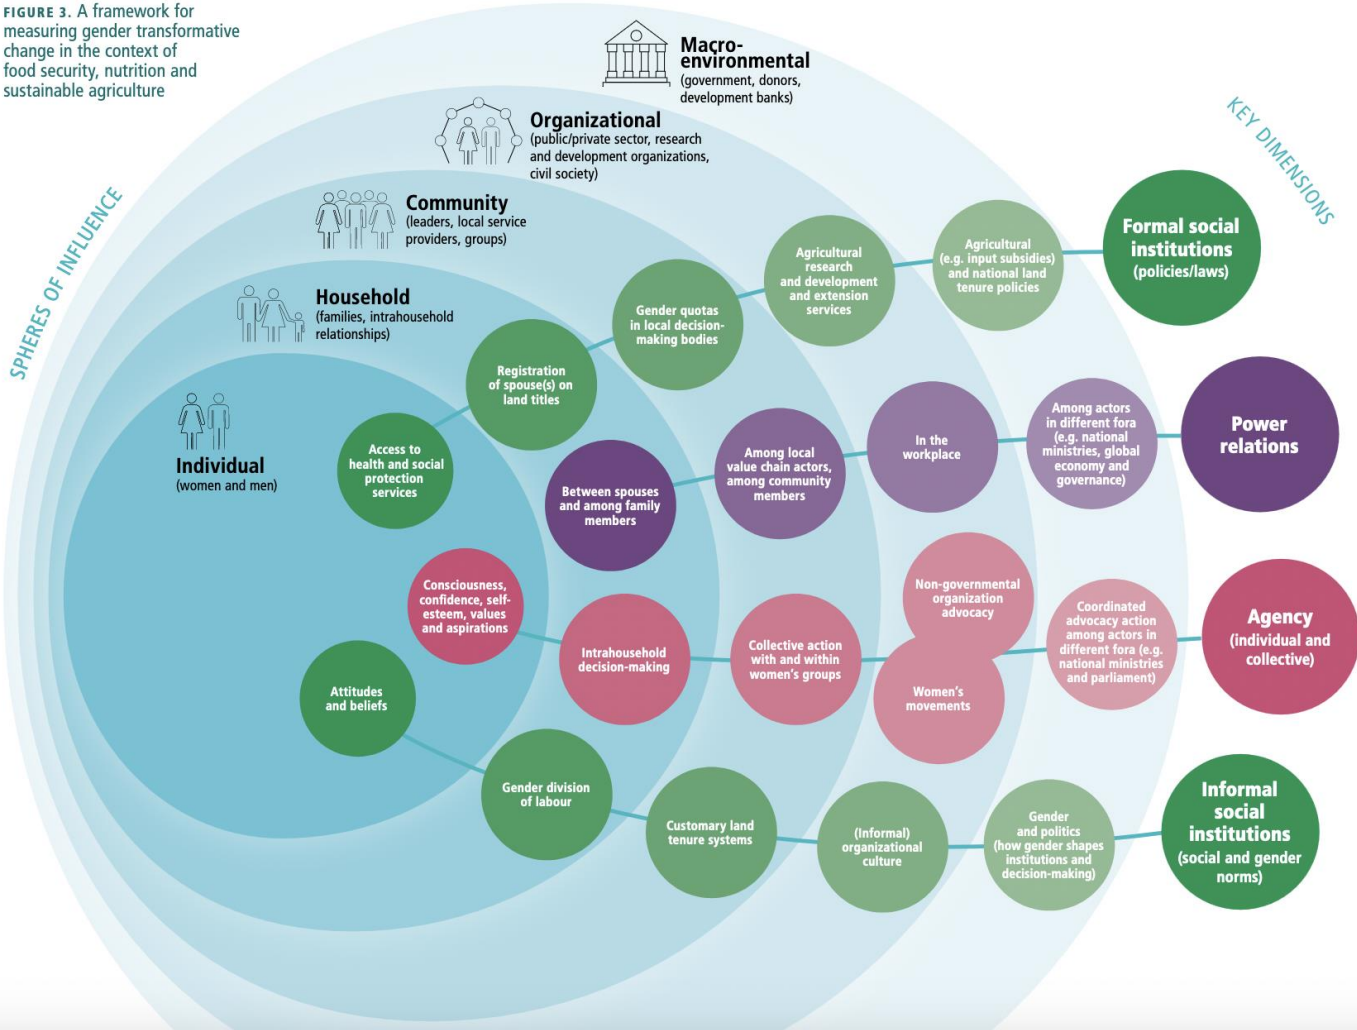 FIGURE 3. A framework for
measuring gender transformative
change in the context of
food security, nutrition and
sustainable agriculture
SPHERES OF INFLUENCE
KEY DIMENSIONS
Macro-
environmental
(government, donors,
development banks)
Organizational
(public/private sector, research
and development organizations,
civil society)
Community
(leaders, local service
providers, groups)
Household
(families, intrahousehold
relationships)
Individual
(women and men)
Access to
health and social
protection
services
Registration
of spouse(s) on
land titles
Gender quotas
in local decision-
making bodies
Agricultural
research
and development
and extension
services
Agricultural
(e.g. input subsidies)
and national land
tenure policies
Formal social
institutions
(policies/laws)
Between spouses
and among family
members
Among local
value chain actors,
among community
members
In the
workplace
Among actors
in different fora
(e.g. national
ministries, global
economy and
governance)
Power
relations
Consciousness,
confidence, self-
esteem, values
and aspirations
Intrahousehold
decision-making
Collective action
with and within
women's groups
Non-governmental
organization
advocacy
Women's
movements
Coordinated
advocacy action
among actors in
different fora (e.g.
national ministries
and parliament)
Agency
(individual and
collective)
Attitudes
and beliefs
Gender division
of labour
Customary land
tenure systems
(Informal)
organizational
culture
Gender
and politics
(how gender shapes
institutions and
decision-making)
Informal
social
institutions
(social and gender
norms)